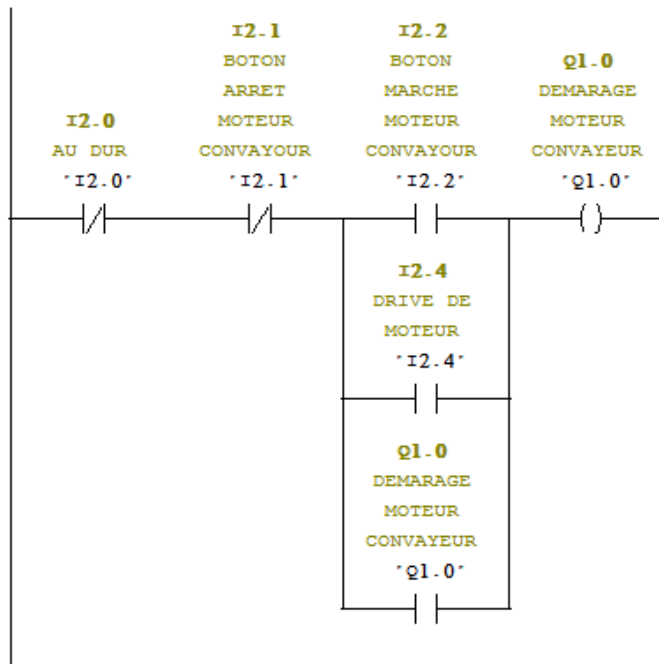 I2.1
BOTON
ARRET
MOTEUR
CONVAYOUR
"I2.1"
I2.2
BOTON
MARCHE
MOTEUR
CONVAYOUR
"I2.2"
Q1.0
DEMARAGE
MOTEUR
CONVAYEUR
"Q1.0"
I2.0
AU DUR
"I2.0"
I2.4
DRIVE DE
MOTEUR
"I2.4"
Q1.0
DEMARAGE
MOTEUR
CONVAYEUR
"Q1.0"